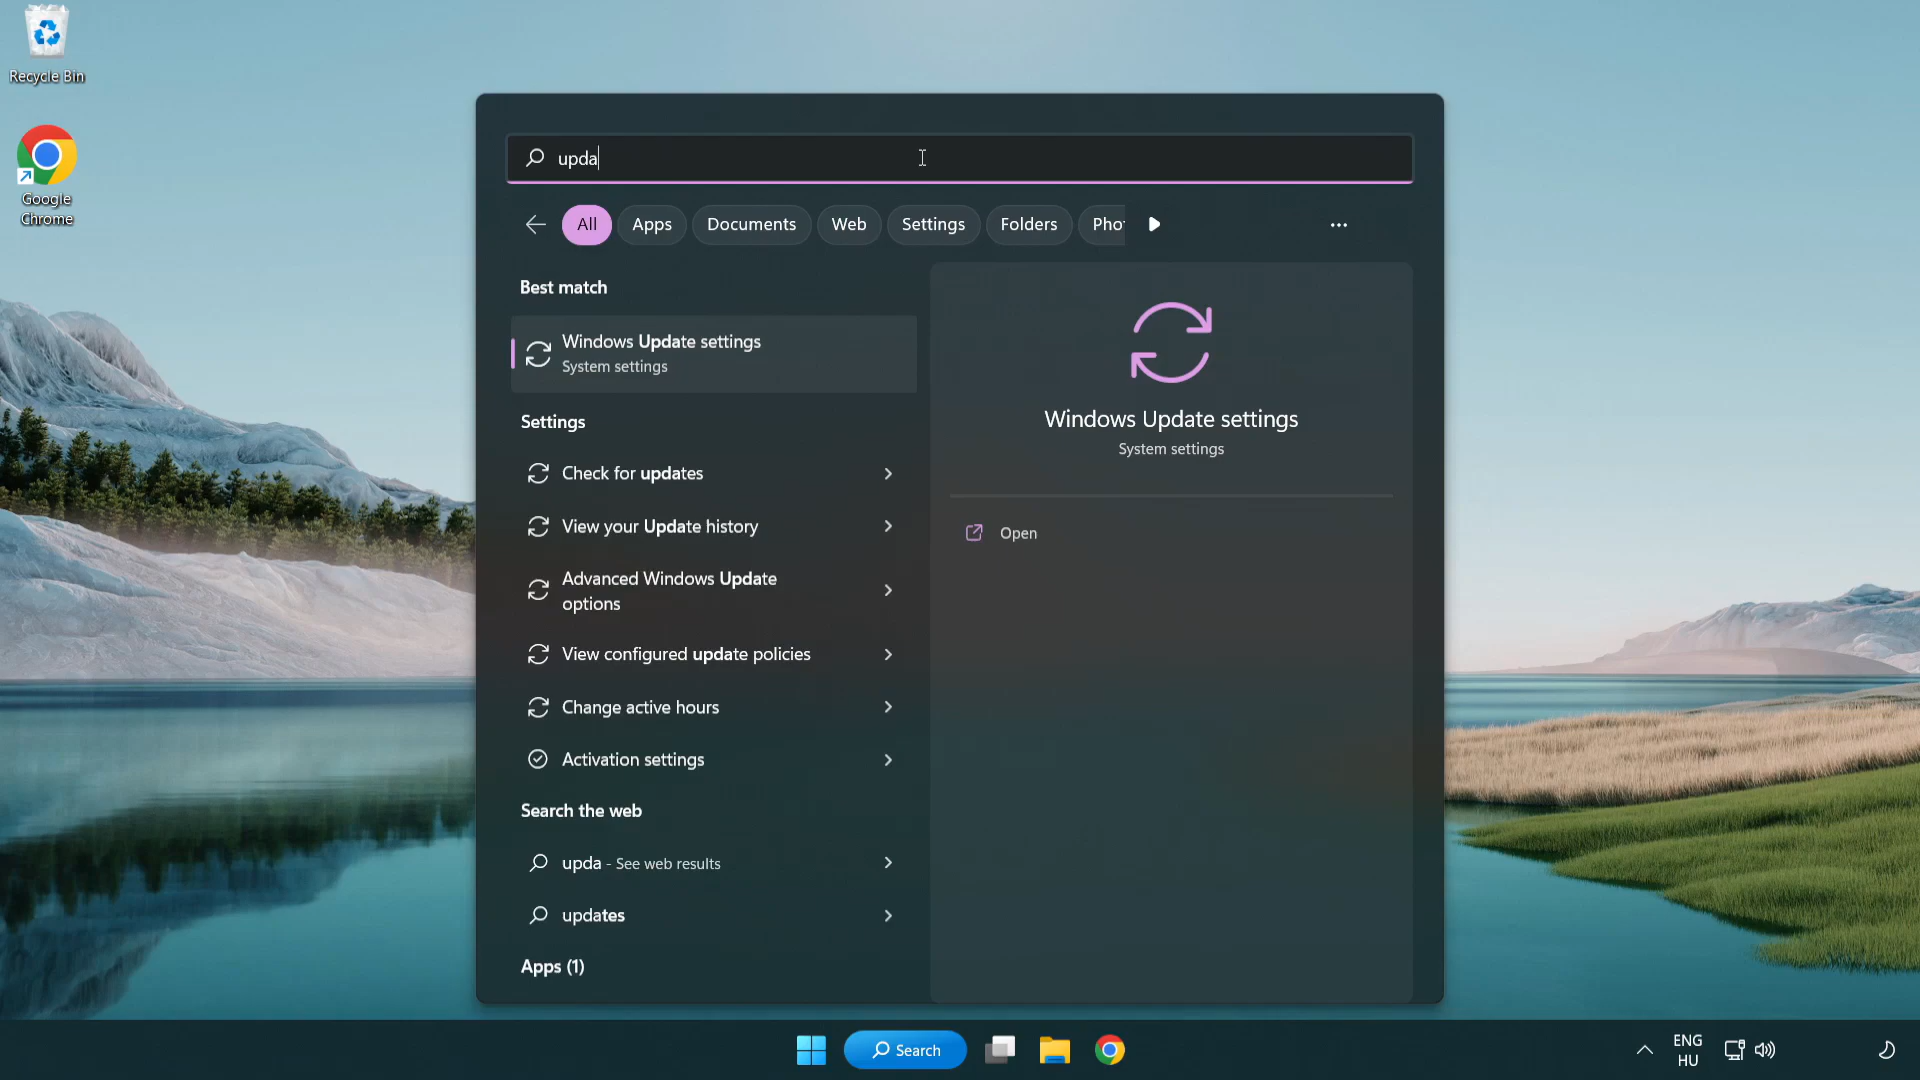 Recycle Bin
Google
Chrome
upda
All
Apps
Documents
Web
Settings
Folders
Pho
Best match
Windows Update settings
System settings
Settings
Check for updates
View your Update history
Advanced Windows Update
options
View configured update policies
Change active hours
Activation settings
Search the web
upda - See web results
updates
Apps (1)
Windows Update settings
System settings
Open
Search
ENG
HU